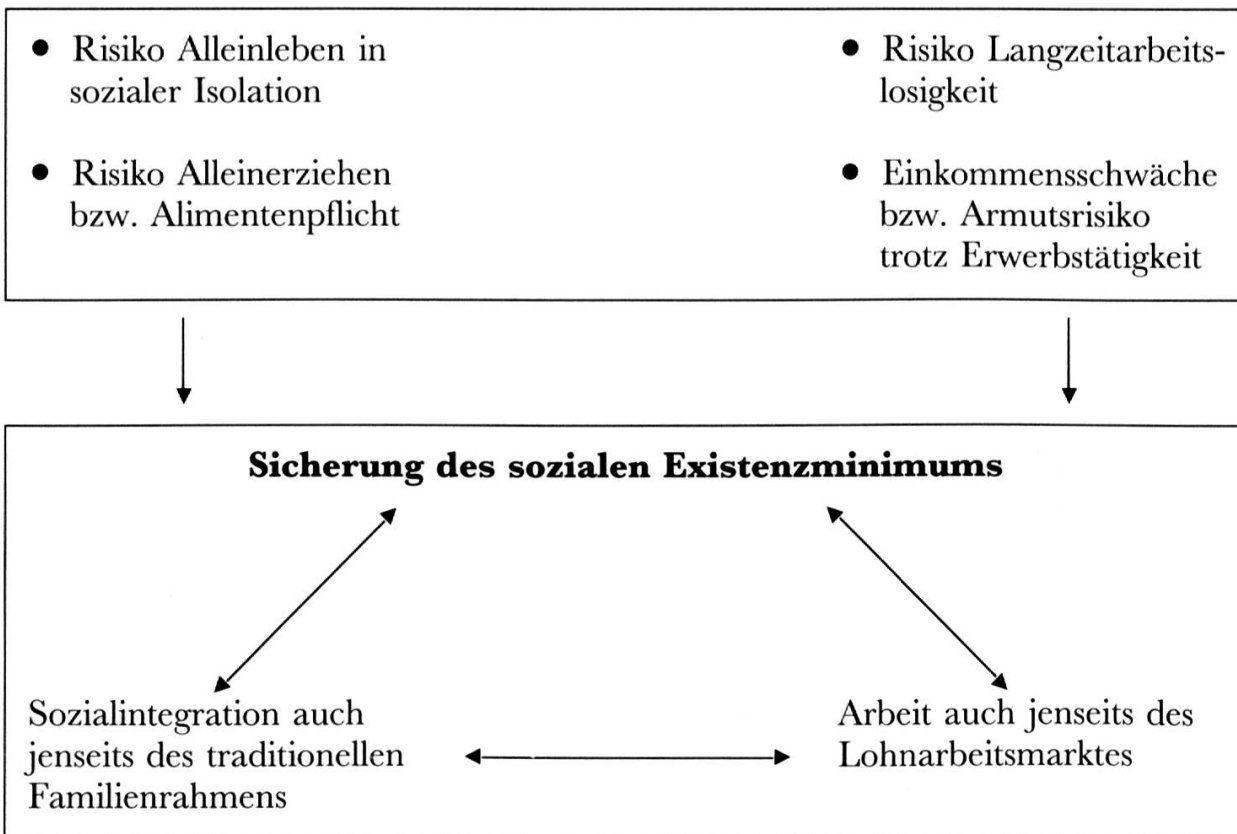 ● Risiko Alleinleben in
sozialer Isolation
● Risiko Alleinerziehen
bzw. Alimentenpflicht
● Risiko Langzeitarbeits-
losigkeit
● Einkommensschwäche
bzw. Armutsrisiko
trotz Erwerbstätigkeit
Sicherung des sozialen Existenzminimums
Sozialintegration auch
jenseits des traditionellen
Familienrahmens
Arbeit auch jenseits des
Lohnarbeitsmarktes